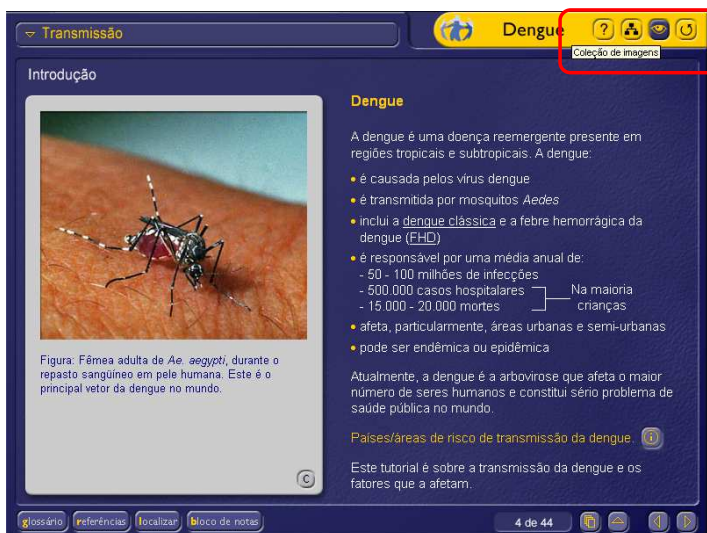 Transmissão
Dengue
?
Coleção de imagens
Introdução
Dengue
A dengue é uma doença reemergente presente em
regiões tropicais e subtropicais. A dengue:
• é causada pelos vírus dengue
• é transmitida por mosquitos Aedes
• inclui a dengue clássica e a febre hemorrágica da
dengue (FHD)
• é responsável por uma média anual de:
- 50 - 100 milhões de infecções
- 500.000 casos hospitalares
- 15.000 - 20.000 mortes
Na maioria
crianças
• afeta, particularmente, áreas urbanas e semi-urbanas
• pode ser endêmica ou epidêmica
Atualmente, a dengue é a arbovirose que afeta o maior
número de seres humanos e constitui sério problema de
saúde pública no mundo.
Países/áreas de risco de transmissão da dengue.
i
Este tutorial é sobre a transmissão da dengue e os
fatores que a afetam.
Figura: Fêmea adulta de Ae. aegypti, durante o
repasto sangüíneo em pele humana. Este é o
principal vetor da dengue no mundo.
C
glossário referências localizar bloco de notas
4 de 44